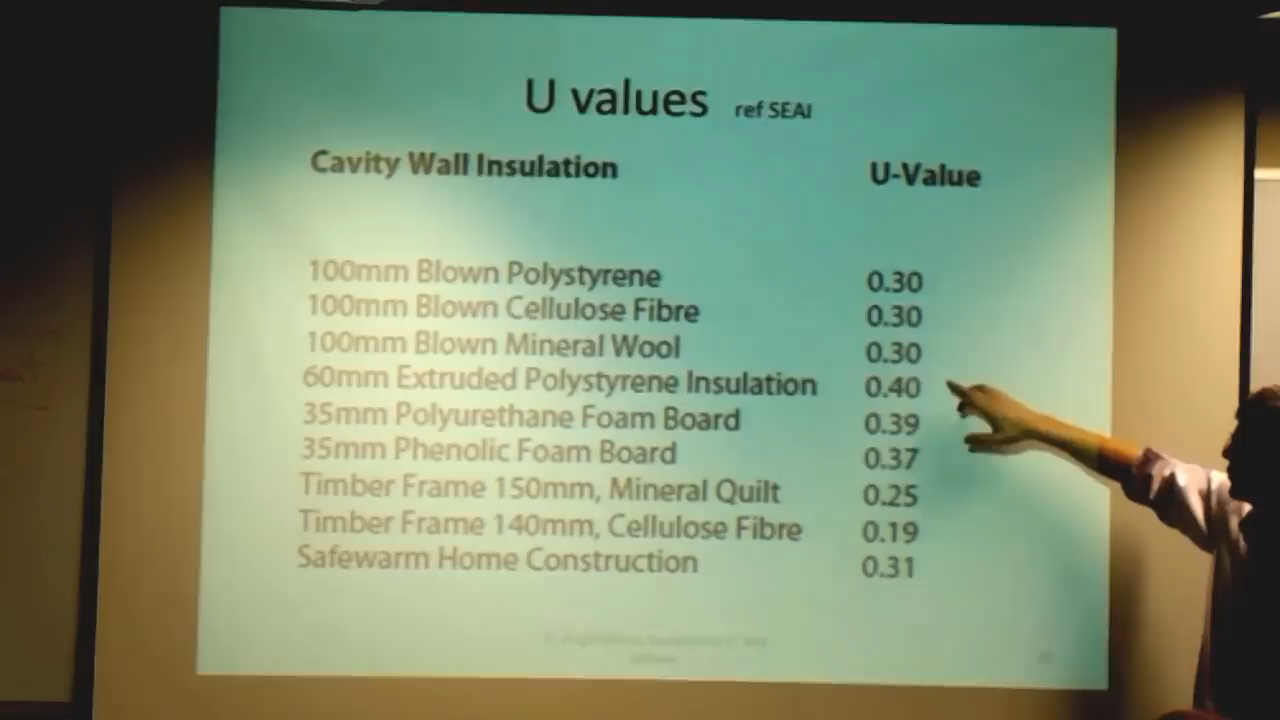 U values ref SEAI
Cavity Wall Insulation U-Value
100mm Blown Polystyrene 0.30
100mm Blown Cellulose Fibre 0.30
100mm Blown Mineral Wool 0.30
60mm Extruded Polystyrene Insulation 0.40
35mm Polyurethane Foam Board 0.39
35mm Phenolic Foam Board 0.37
Timber Frame 150mm, Mineral Quilt 0.25
Timber Frame 140mm, Cellulose Fibre 0.19
Safewarm Home Construction 0.31